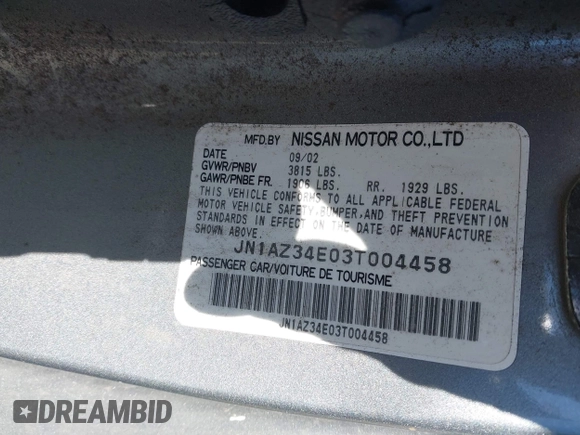 MFD.BY NISSAN MOTOR CO.,LTD
DATE 09/02
GVWR/PNBV 3815 LBS.
GAWR/PNBE FR. 1906 LBS. RR. 1929 LBS.
THIS VEHICLE CONFORMS TO ALL APPLICABLE FEDERAL
MOTOR VEHICLE SAFETY,BUMPER,AND THEFT PREVENTION
STANDARDS IN EFFECT ON THE DATE OF MANUFACTURE
SHOWN ABOVE.
JN1AZ34E03T004458
PASSENGER CAR/VOITURE DE TOURISME
JN1AZ34E03T004458
DREAMBID